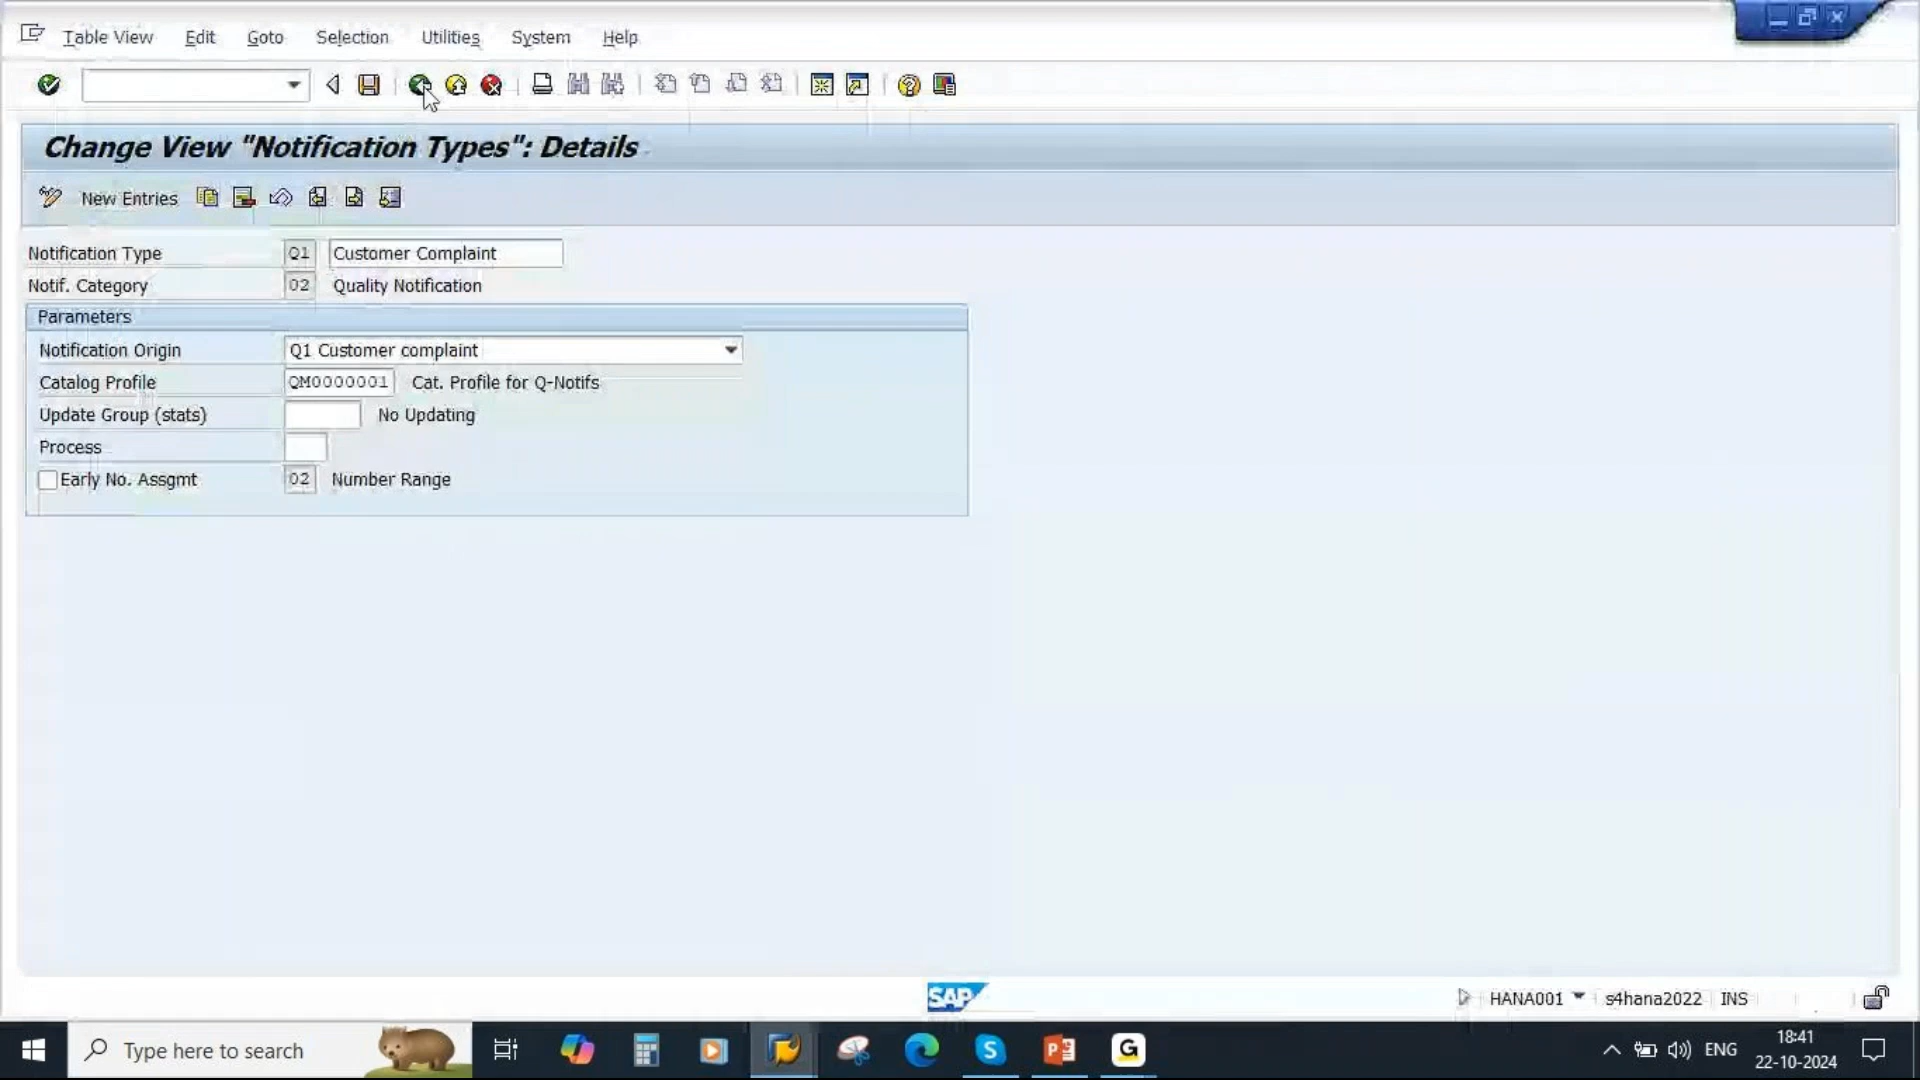 Table View Edit Goto Selection Utilities System Help
Change View "Notification Types": Details
New Entries
Notification Type Q1 Customer Complaint
Notif. Category 02 Quality Notification
Parameters
Notification Origin Q1 Customer complaint
Catalog Profile QM0000001 Cat. Profile for Q-Notifs
Update Group (stats) No Updating
Process
Early No. Assgmt 02 Number Range
SAP
HANA001 s4hana2022 INS
Type here to search
ENG
18:41
22-10-2024